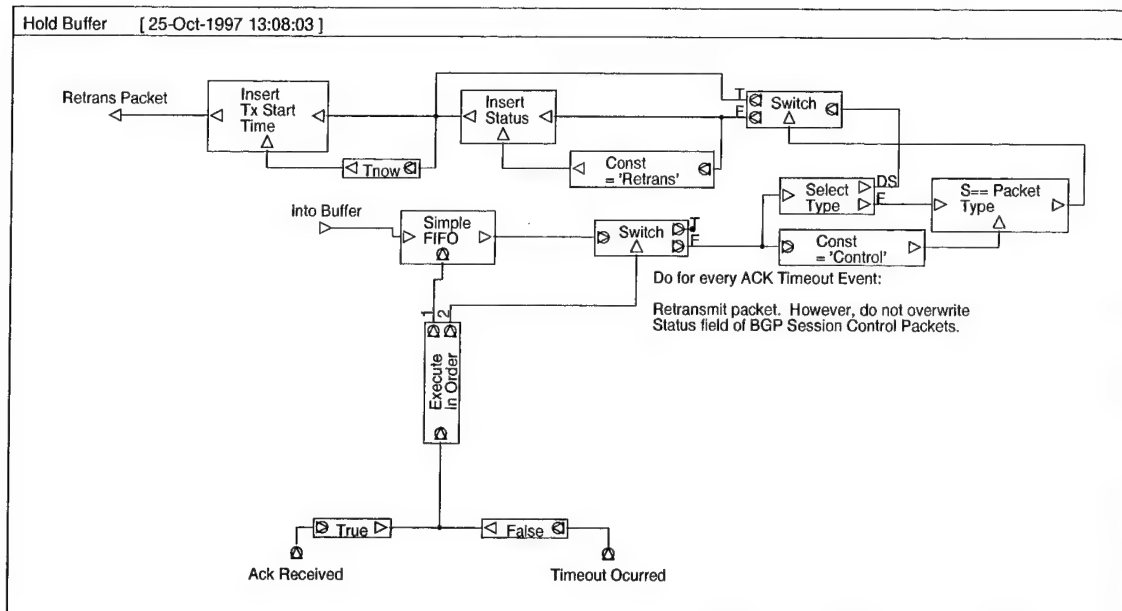 Hold Buffer [ 25-Oct-1997 13:08:03 ]
Retrans Packet
Insert
Tx Start
Time
Tnow
Insert
Status
Const
= 'Retrans'
T
F
Switch
Into Buffer
Simple
FIFO
Switch
T
F
Select
Type
DS
F
S== Packet
Type
Const
= 'Control'
Do for every ACK Timeout Event:
Retransmit packet. However, do not overwrite
Status field of BGP Session Control Packets.
1
2
Execute
in Order
True
False
Ack Received
Timeout Ocurred